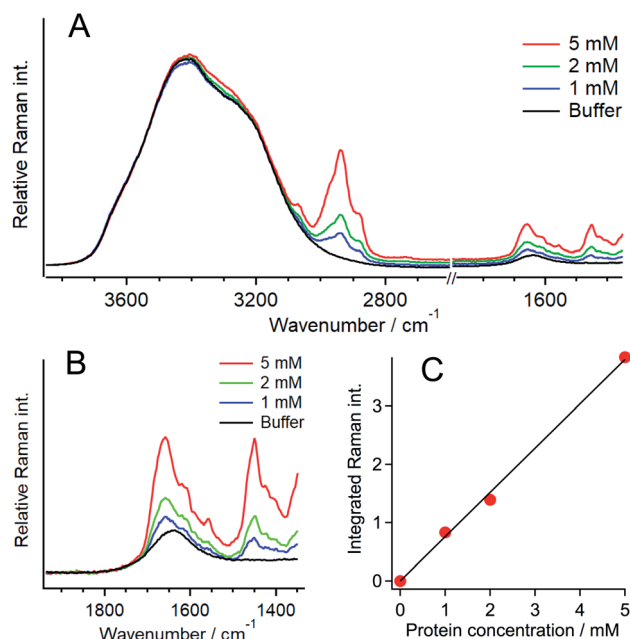 A
Relative Raman int.
5 mM
2 mM
1 mM
Buffer
3600 3200 2800 1600
Wavenumber / cm-1
B
Relative Raman int.
5 mM
2 mM
1 mM
Buffer
1800 1600 1400
Wavenumber / cm-1
C
Integrated Raman int.
3
2
1
0
0 1 2 3 4 5
Protein concentration / mM